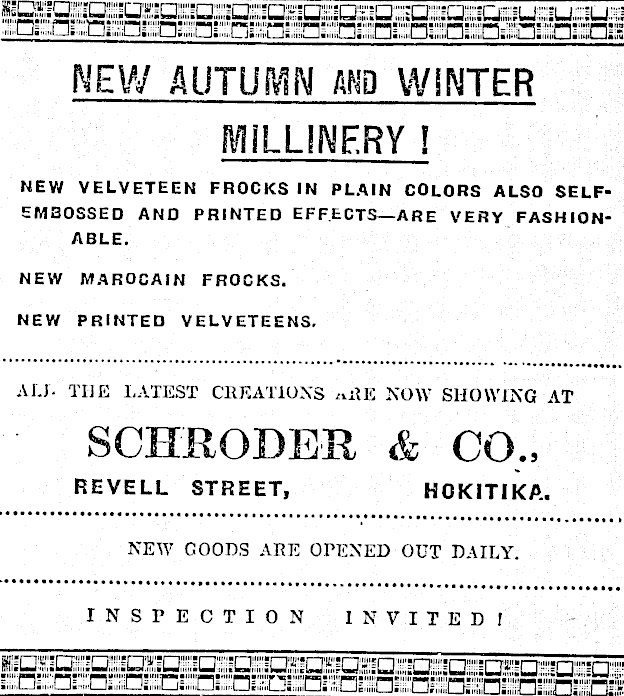 NEW AUTUMN AND WINTER
MILLINERY !
NEW VELVETEEN FROCKS IN PLAIN COLORS ALSO SELF-
EMBOSSED AND PRINTED EFFECTS—ARE VERY FASHION-
ABLE.
NEW MAROCAIN FROCKS.
NEW PRINTED VELVETEENS.
ALL THE LATEST CREATIONS ARE NOW SHOWING AT
SCHRODER & CO.,
REVELL STREET, HOKITIKA.
NEW GOODS ARE OPENED OUT DAILY.
INSPECTION INVITED!